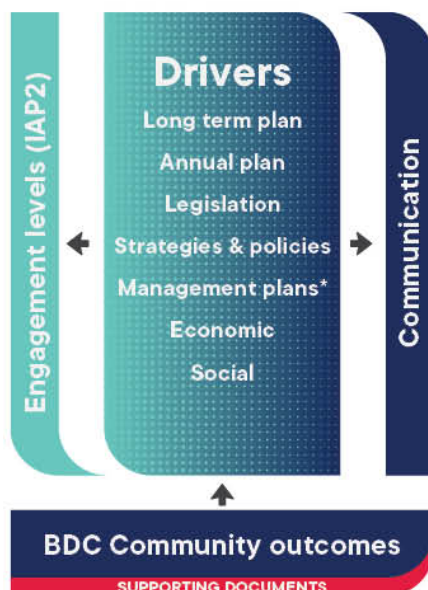 Engagement levels (IAP2)
Drivers
Long term plan
Annual plan
Legislation
Strategies & policies
Management plans*
Economic
Social
Communication
BDC Community outcomes
SUPPORTING DOCUMENTS